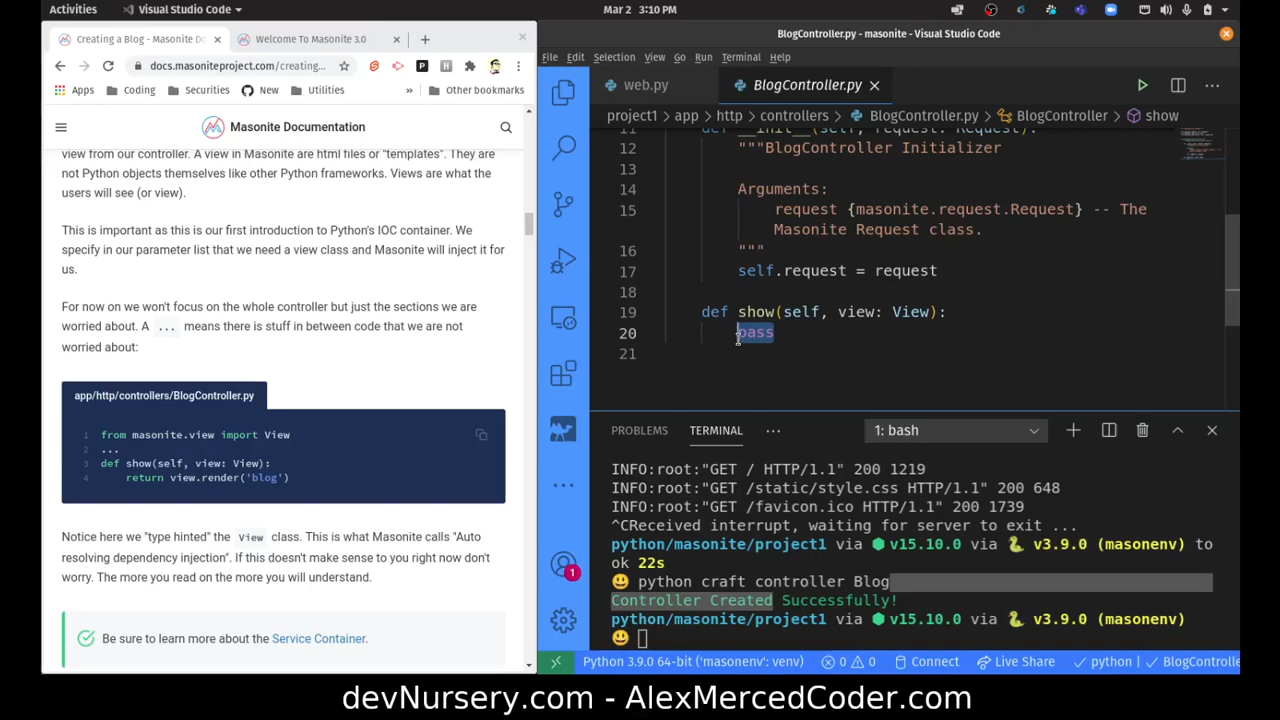 Activities
Visual Studio Code
Mar 2 3:10 PM
Creating a Blog - Masonite Do
Welcome To Masonite 3.0
docs.masoniteproject.com/creating...
Apps
Coding
Securities
New
Utilities
»
Other bookmarks
Masonite Documentation
view from our controller. A view in Masonite are html files or "templates". They are
not Python objects themselves like other Python frameworks. Views are what the
users will see (or view).
This is important as this is our first introduction to Python's IOC container. We
specify in our parameter list that we need a view class and Masonite will inject it for
us.
For now on we won't focus on the whole controller but just the sections we are
worried about. A ... means there is stuff in between code that we are not
worried about:
app/http/controllers/BlogController.py
1 from masonite.view import View
2 ...
3 def show(self, view: View):
4 return view.render('blog')
Notice here we "type hinted" the View class. This is what Masonite calls "Auto
resolving dependency injection". If this doesn't make sense to you right now don't
worry. The more you read on the more you will understand.
Be sure to learn more about the Service Container.
BlogController.py - masonite - Visual Studio Code
File Edit Selection View Go Run Terminal Help
web.py
BlogController.py
project1 > app > http > controllers > BlogController.py > BlogController > show
11 def __init__(self, request: Request):
12 """BlogController Initializer
13
14 Arguments:
15 request {masonite.request.Request} -- The
Masonite Request class.
16 """
17 self.request = request
18
19 def show(self, view: View):
20 pass
21
PROBLEMS TERMINAL ... 1: bash
INFO:root:"GET / HTTP/1.1" 200 1219
INFO:root:"GET /static/style.css HTTP/1.1" 200 648
INFO:root:"GET /favicon.ico HTTP/1.1" 200 1739
^CReceived interrupt, waiting for server to exit ...
python/masonite/project1 via ⬢ v15.10.0 via 🐍 v3.9.0 (masonenv) to
ok 22s
😃 python craft controller Blog
Controller Created Successfully!
python/masonite/project1 via ⬢ v15.10.0 via 🐍 v3.9.0 (masonenv)
😃
1
Python 3.9.0 64-bit ('masonenv': venv) 0 0 Connect Live Share ✓ python | ✓ BlogControlle
devNursery.com - AlexMercedCoder.com